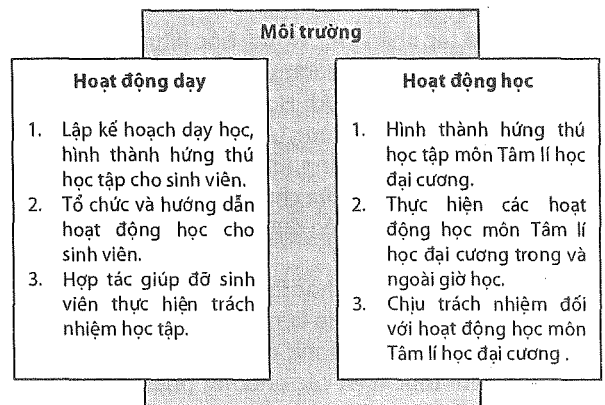 Môi trường
Hoạt động dạy
1. Lập kế hoạch dạy học,
hình thành hứng thú
học tập cho sinh viên.
2. Tổ chức và hướng dẫn
hoạt động học cho
sinh viên.
3. Hợp tác giúp đỡ sinh
viên thực hiện trách
nhiệm học tập.
Hoạt động học
1. Hình thành hứng thú
học tập môn Tâm lí học
đại cương.
2. Thực hiện các hoạt
động học môn Tâm lí
học đại cương trong và
ngoài giờ học.
3. Chịu trách nhiệm đối
với hoạt động học môn
Tâm lí học đại cương .